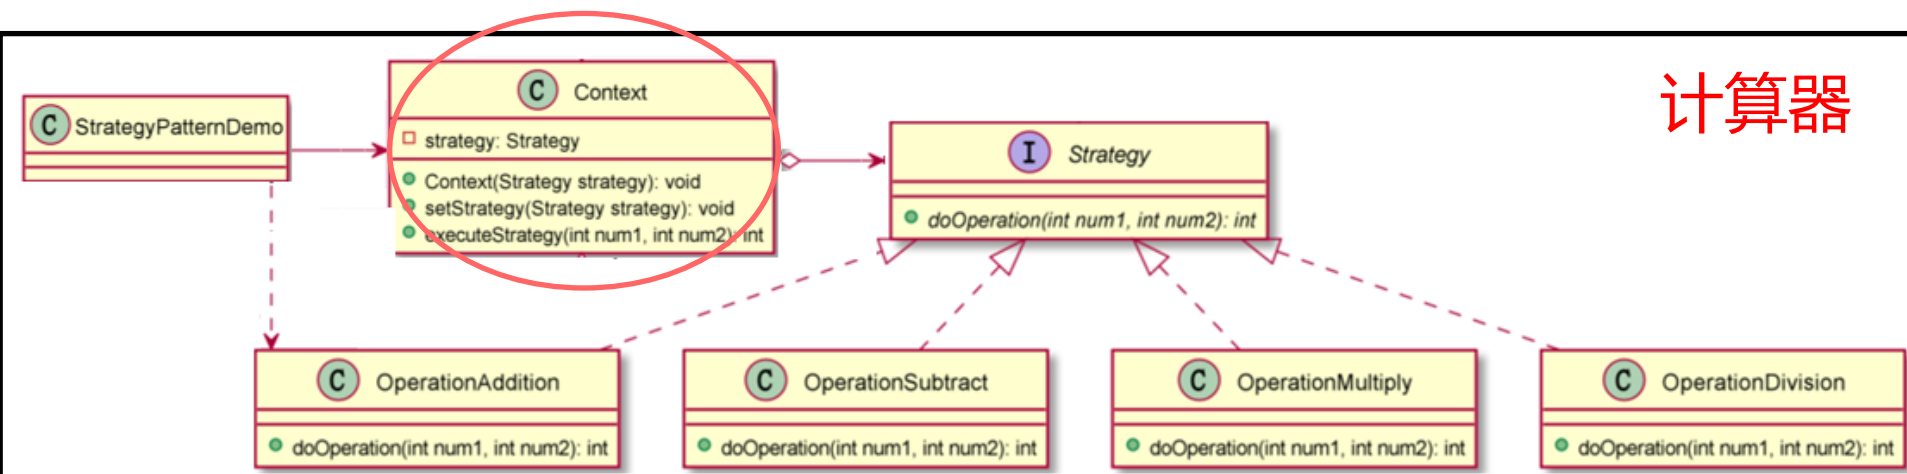 计算器
C Context
C StrategyPatternDemo
strategy: Strategy
I Strategy
Context(Strategy strategy): void
setStrategy(Strategy strategy): void
executeStrategy(int num1, int num2): int
doOperation(int num1, int num2): int
C OperationAddition
C OperationSubtract
C OperationMultiply
C OperationDivision
doOperation(int num1, int num2): int
doOperation(int num1, int num2): int
doOperation(int num1, int num2): int
doOperation(int num1, int num2): int